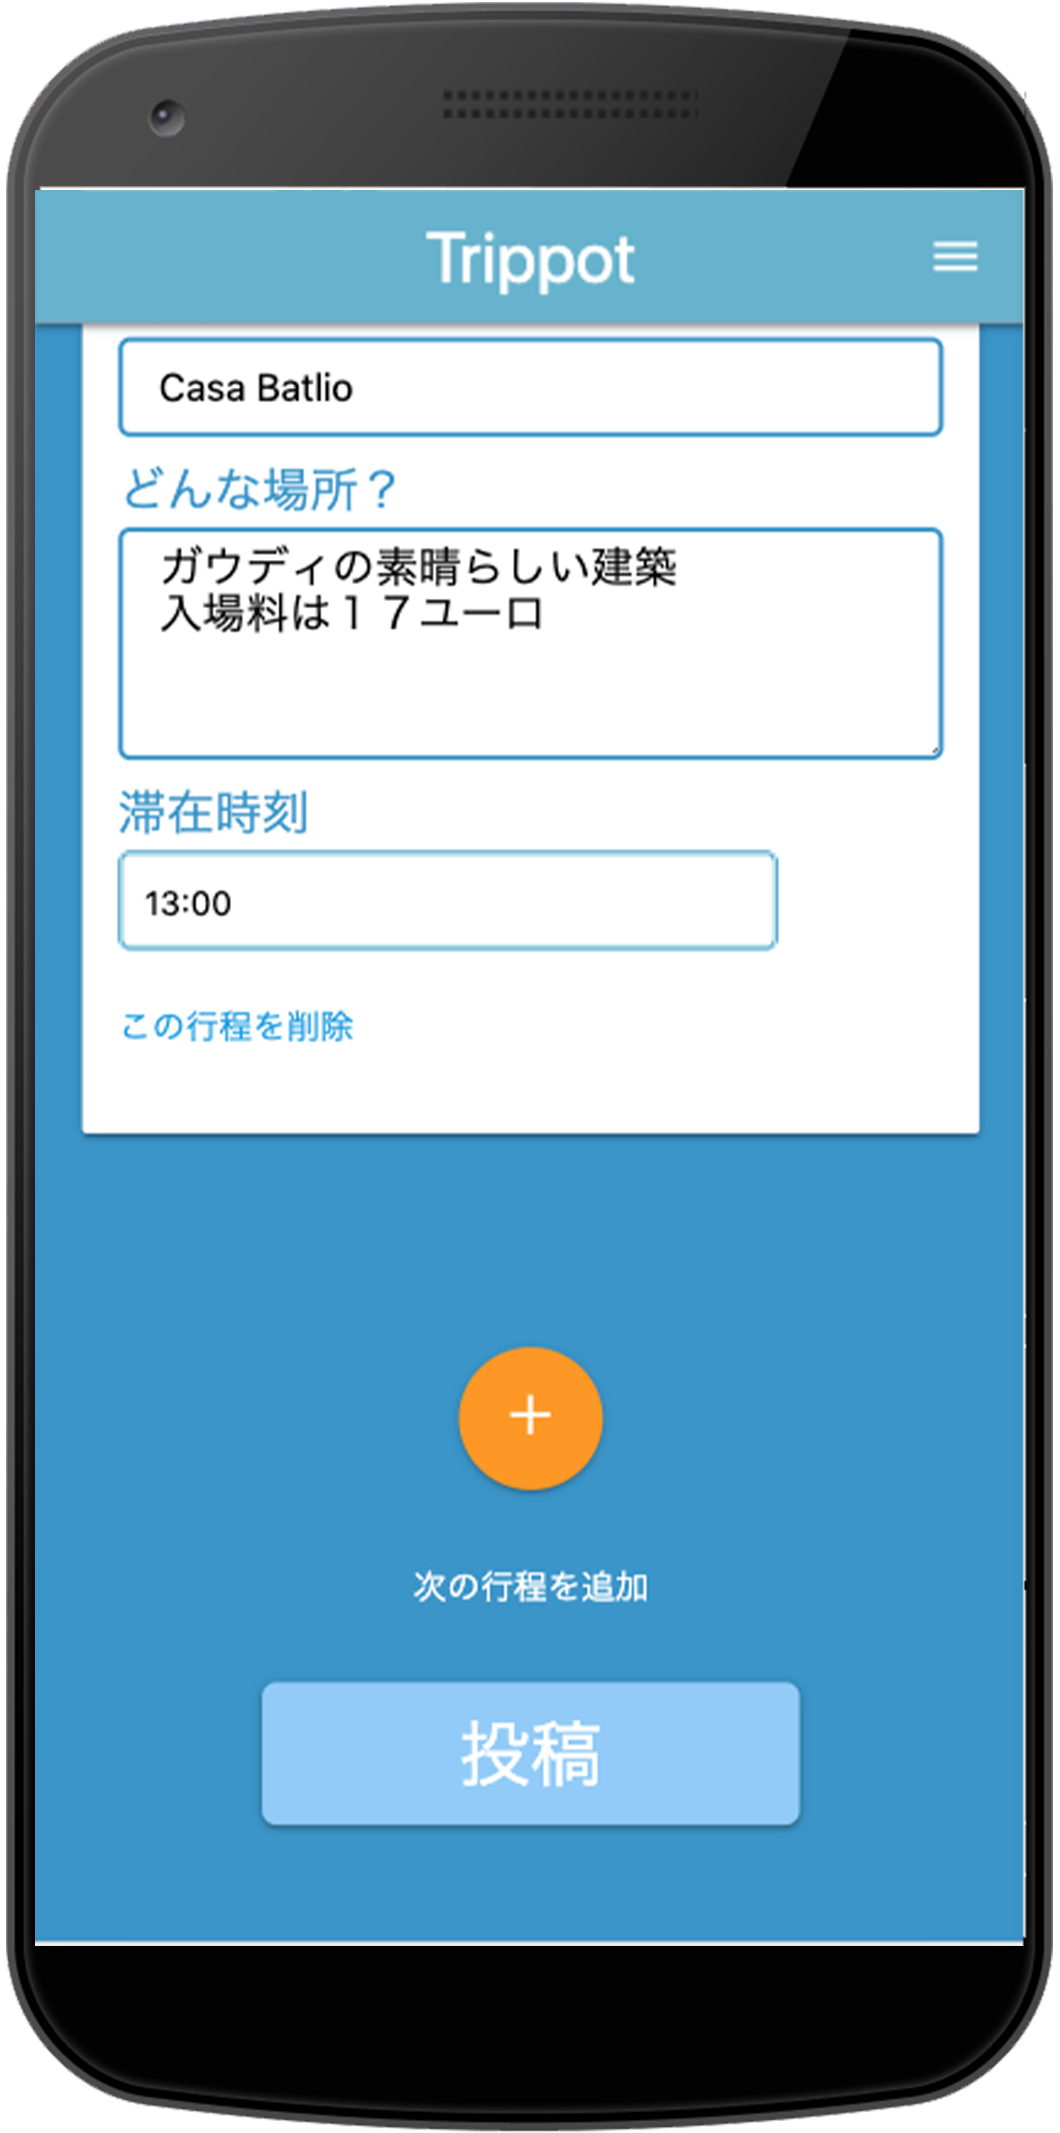 Trippot
Casa Batlio
どんな場所？
ガウディの素晴らしい建築
入場料は１７ユーロ
滞在時刻
13:00
この行程を削除
+
次の行程を追加
投稿